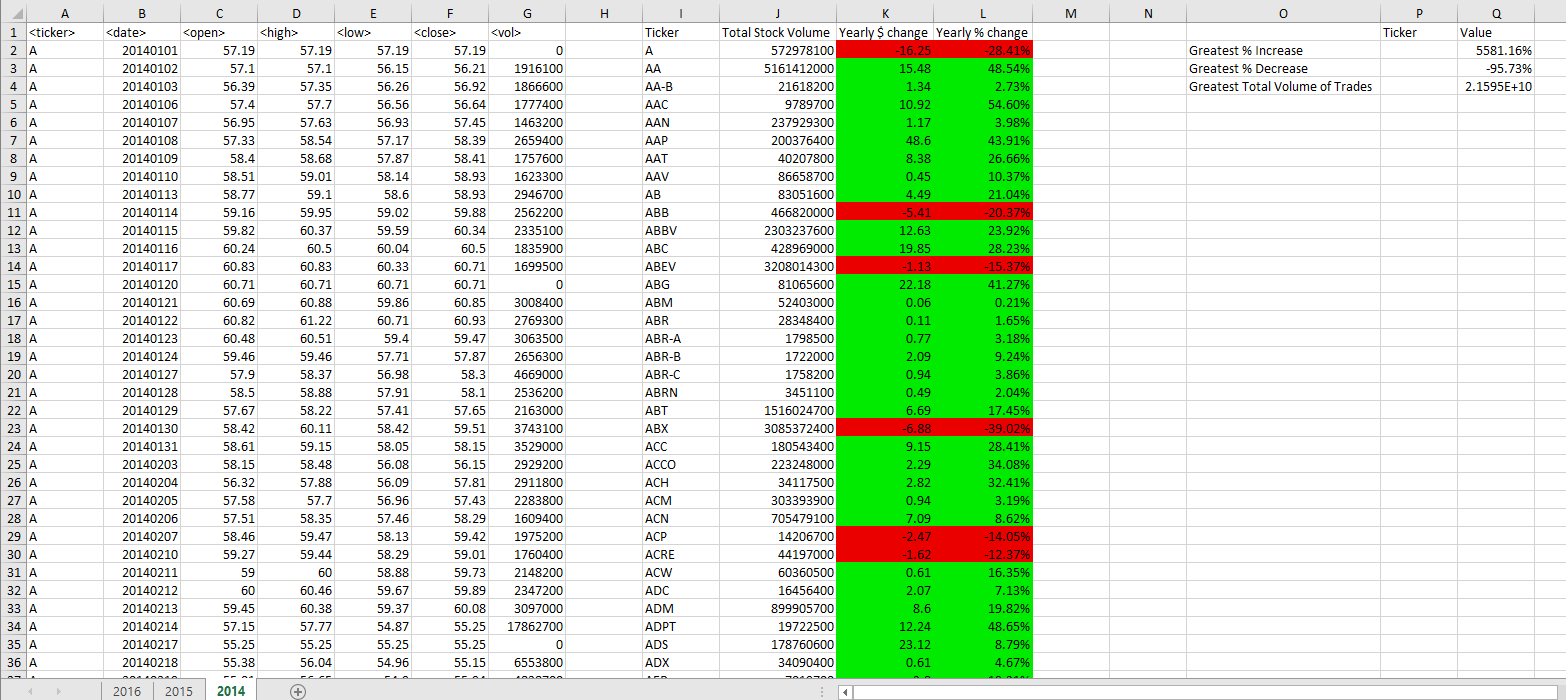 A B C D E F G H I J K L M N O P Q
1 <ticker> <date> <open> <high> <low> <close> <vol> Ticker Total Stock Volume Yearly $ change Yearly % change Ticker Value
2 A 20140101 57.19 57.19 57.19 57.19 0 A 572978100 -16.25 -28.41% Greatest % Increase 5581.16%
3 A 20140102 57.1 57.1 56.15 56.21 1916100 AA 5161412000 15.48 48.54% Greatest % Decrease -95.73%
4 A 20140103 56.39 57.35 56.26 56.92 1866600 AA-B 21618200 1.34 2.73% Greatest Total Volume of Trades 2.1595E+10
5 A 20140106 57.4 57.7 56.56 56.64 1777400 AAC 9789700 10.92 54.60%
6 A 20140107 56.95 57.63 56.93 57.45 1463200 AAN 237929300 1.17 3.98%
7 A 20140108 57.33 58.54 57.17 58.39 2659400 AAP 200376400 48.6 43.91%
8 A 20140109 58.4 58.68 57.87 58.41 1757600 AAT 40207800 8.38 26.66%
9 A 20140110 58.51 59.01 58.14 58.93 1623300 AAV 86658700 0.45 10.37%
10 A 20140113 58.77 59.1 58.6 58.93 2946700 AB 83051600 4.49 21.04%
11 A 20140114 59.16 59.95 59.02 59.88 2562200 ABB 466820000 -5.41 -20.37%
12 A 20140115 59.82 60.37 59.59 60.34 2335100 ABBV 2303237600 12.63 23.92%
13 A 20140116 60.24 60.5 60.04 60.5 1835900 ABC 428969000 19.85 28.23%
14 A 20140117 60.83 60.83 60.33 60.71 1699500 ABEV 3208014300 -1.13 -15.37%
15 A 20140120 60.71 60.71 60.71 60.71 0 ABG 81065600 22.18 41.27%
16 A 20140121 60.69 60.88 59.86 60.85 3008400 ABM 52403000 0.06 0.21%
17 A 20140122 60.82 61.22 60.71 60.93 2769300 ABR 28348400 0.11 1.65%
18 A 20140123 60.48 60.51 59.4 59.47 3063500 ABR-A 1798500 0.77 3.18%
19 A 20140124 59.46 59.46 57.71 57.87 2656300 ABR-B 1722000 2.09 9.24%
20 A 20140127 57.9 58.37 56.98 58.3 4669000 ABR-C 1758200 0.94 3.86%
21 A 20140128 58.5 58.88 57.91 58.1 2536200 ABRN 3451100 0.49 2.04%
22 A 20140129 57.67 58.22 57.41 57.65 2163000 ABT 1516024700 6.69 17.45%
23 A 20140130 58.42 60.11 58.42 59.51 3743100 ABX 3085372400 -6.88 -39.02%
24 A 20140131 58.61 59.15 58.05 58.15 3529000 ACC 180543400 9.15 28.41%
25 A 20140203 58.15 58.48 56.08 56.15 2929200 ACCO 223248000 2.29 34.08%
26 A 20140204 56.32 57.88 56.09 57.81 2911800 ACH 34117500 2.82 32.41%
27 A 20140205 57.58 57.7 56.96 57.43 2283800 ACM 303393900 0.94 3.19%
28 A 20140206 57.51 58.35 57.46 58.29 1609400 ACN 705479100 7.09 8.62%
29 A 20140207 58.46 59.47 58.13 59.42 1975200 ACP 14206700 -2.47 -14.05%
30 A 20140210 59.27 59.44 58.29 59.01 1760400 ACRE 44197000 -1.62 -12.37%
31 A 20140211 59 60 58.88 59.73 2148200 ACW 60360500 0.61 16.35%
32 A 20140212 60 60.46 59.67 59.89 2347200 ADC 16456400 2.07 7.13%
33 A 20140213 59.45 60.38 59.37 60.08 3097000 ADM 899905700 8.6 19.82%
34 A 20140214 57.15 57.77 54.87 55.25 17862700 ADPT 19722500 12.24 48.65%
35 A 20140217 55.25 55.25 55.25 55.25 0 ADS 178760600 23.12 8.79%
36 A 20140218 55.38 56.04 54.96 55.15 6553800 ADX 34090400 0.61 4.67%
2016 2015 2014